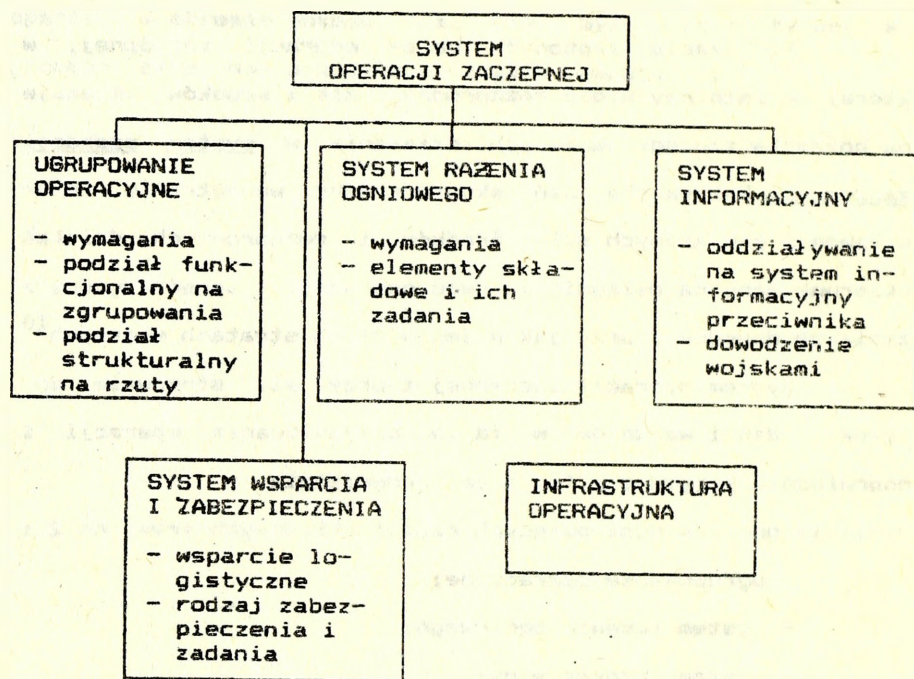 SYSTEM
OPERACJI ZACZEPNEJ
UGRUPOWANIE
OPERACYJNE
- wymagania
- podział funk-
cjonalny na
zgrupowania
- podział
strukturalny
na rzuty
SYSTEM RAŻENIA
OGNIOWEGO
- wymagania
- elementy skła-
dowe i ich
zadania
SYSTEM
INFORMACYJNY
- oddziaływanie
na system in-
formacyjny
przeciwnika
- dowodzenie
wojskami
SYSTEM WSPARCIA
I ZABEZPIECZENIA
- wsparcie lo-
gistyczne
- rodzaj zabez-
pieczenia i
zadania
INFRASTRUKTURA
OPERACYJNA